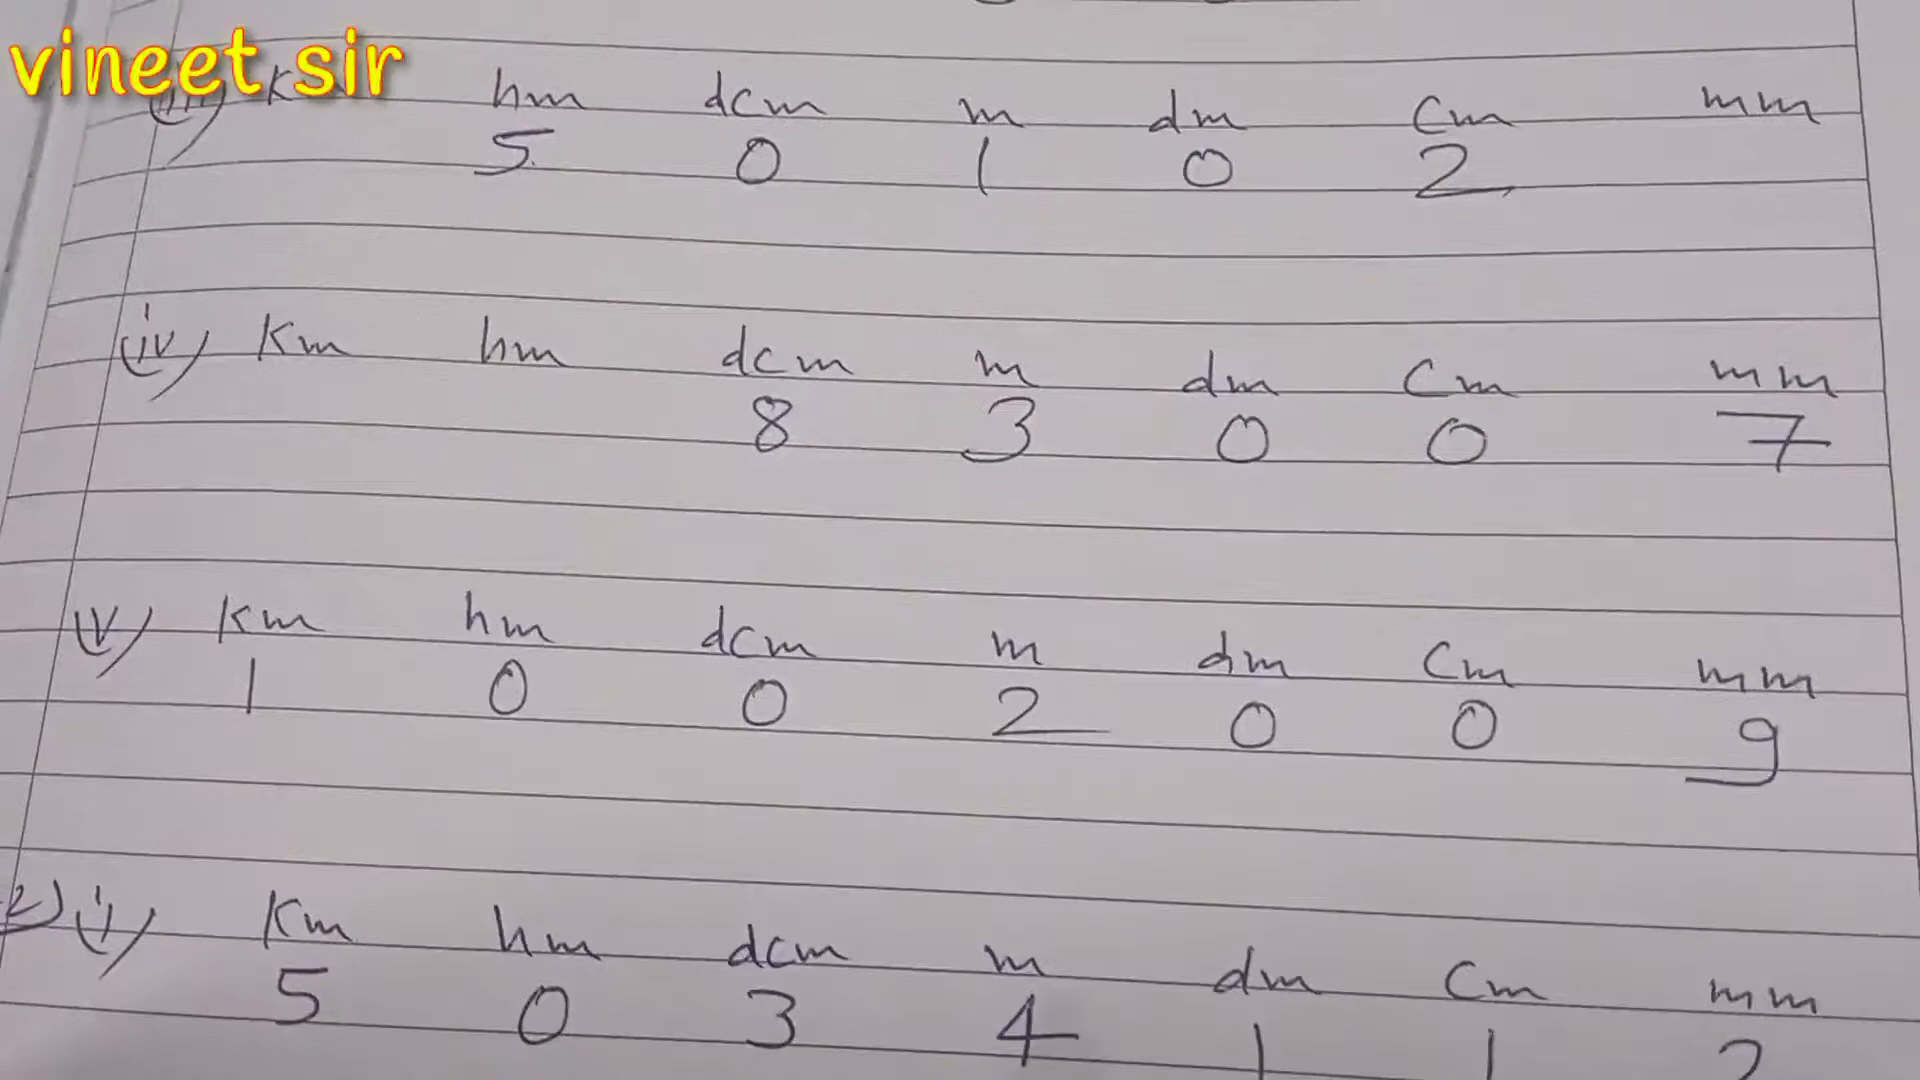 vineet sir
(iii) K hm dcm m dm cm mm
5 0 1 0 2
(iv) Km hm dcm m dm cm mm
8 3 0 0 7
(v) Km hm dcm m dm cm mm
1 0 0 2 0 0 9
2) (i) Km hm dcm m dm cm mm
5 0 3 4 1 1